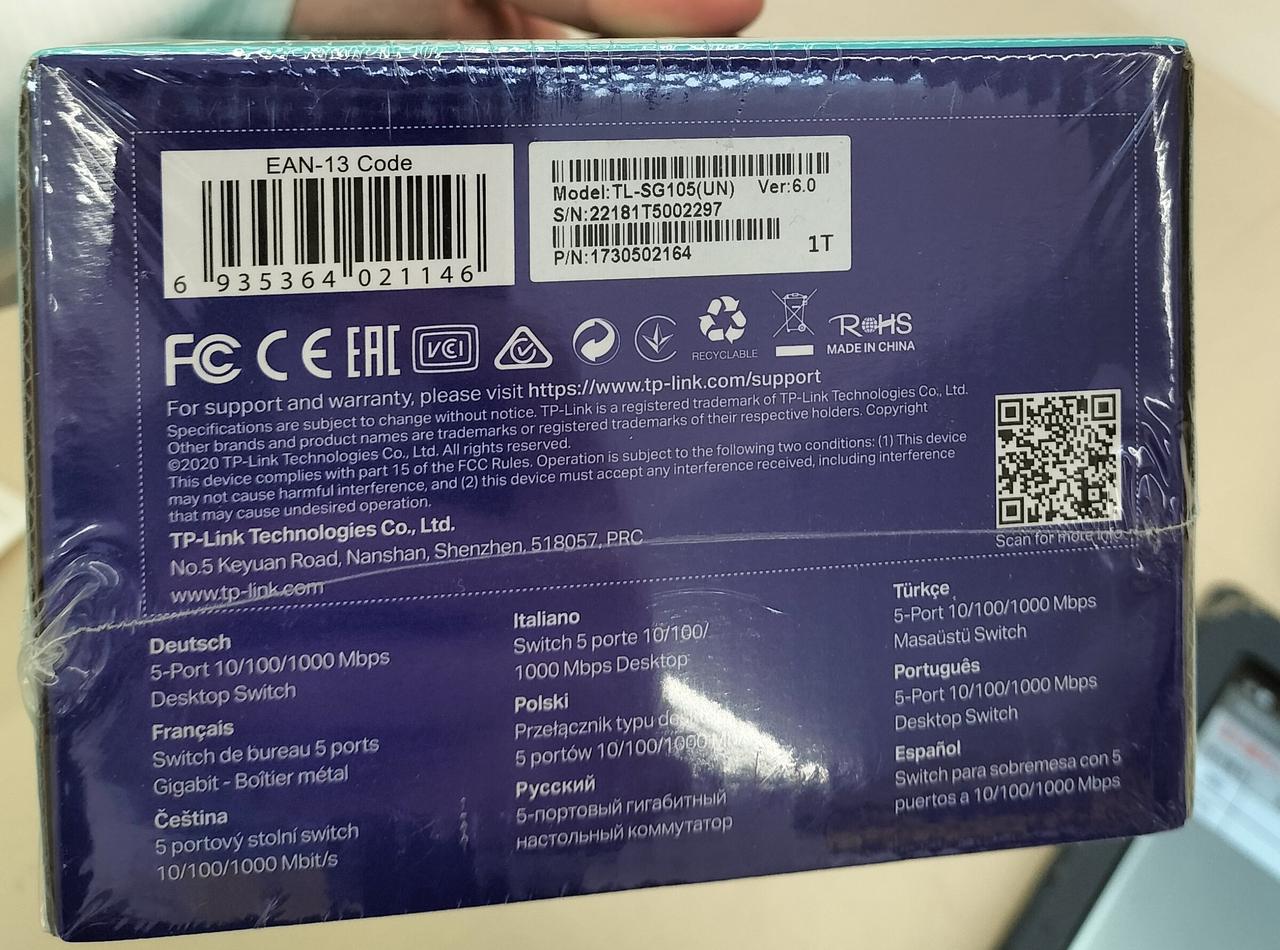 EAN-13 Code
6 935364 021146
Model:TL-SG105(UN) Ver:6.0
S/N:22181T5002297
P/N:1730502164
1T
FC CE EAC VCI
RECYCLABLE
RoHS
MADE IN CHINA
For support and warranty, please visit https://www.tp-link.com/support
Specifications are subject to change without notice. TP-Link is a registered trademark of TP-Link Technologies Co., Ltd.
Other brands and product names are trademarks or registered trademarks of their respective holders. Copyright
©2020 TP-Link Technologies Co., Ltd. All rights reserved.
This device complies with part 15 of the FCC Rules. Operation is subject to the following two conditions: (1) This device
may not cause harmful interference, and (2) this device must accept any interference received, including interference
that may cause undesired operation.
TP-Link Technologies Co., Ltd.
No.5 Keyuan Road, Nanshan, Shenzhen, 518057, PRC
www.tp-link.com
Scan for more info
Deutsch
5-Port 10/100/1000 Mbps
Desktop Switch
Français
Switch de bureau 5 ports
Gigabit - Boîtier métal
Čeština
5 portový stolní switch
10/100/1000 Mbit/s
Italiano
Switch 5 porte 10/100/
1000 Mbps Desktop
Polski
Przełącznik typu
5 portów 10/100/1000
Русский
5-портовый гигабитный
настольный коммутатор
Türkçe
5-Port 10/100/1000 Mbps
Masaüstü Switch
Português
5-Port 10/100/1000 Mbps
Desktop Switch
Español
Switch para sobremesa con 5
puertos a 10/100/1000 Mbps